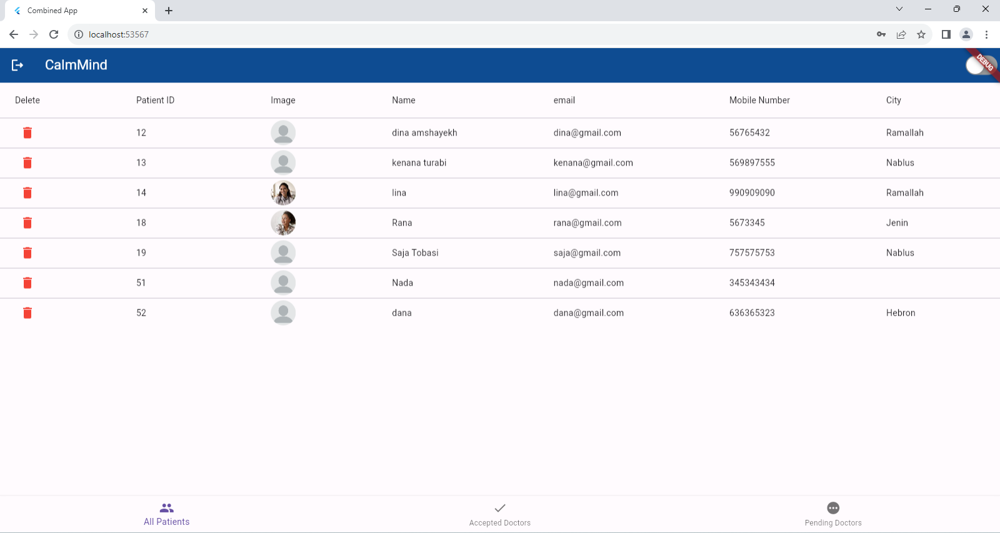 Combined App
localhost:53567
CalmMind
DEBUG
Delete Patient ID Image Name email Mobile Number City
12 dina amshayekh dina@gmail.com 56765432 Ramallah
13 kenana turabi kenana@gmail.com 569897555 Nablus
14 lina lina@gmail.com 990909090 Ramallah
18 Rana rana@gmail.com 5673345 Jenin
19 Saja Tobasi saja@gmail.com 757575753 Nablus
51 Nada nada@gmail.com 345343434
52 dana dana@gmail.com 636365323 Hebron
All Patients Accepted Doctors Pending Doctors